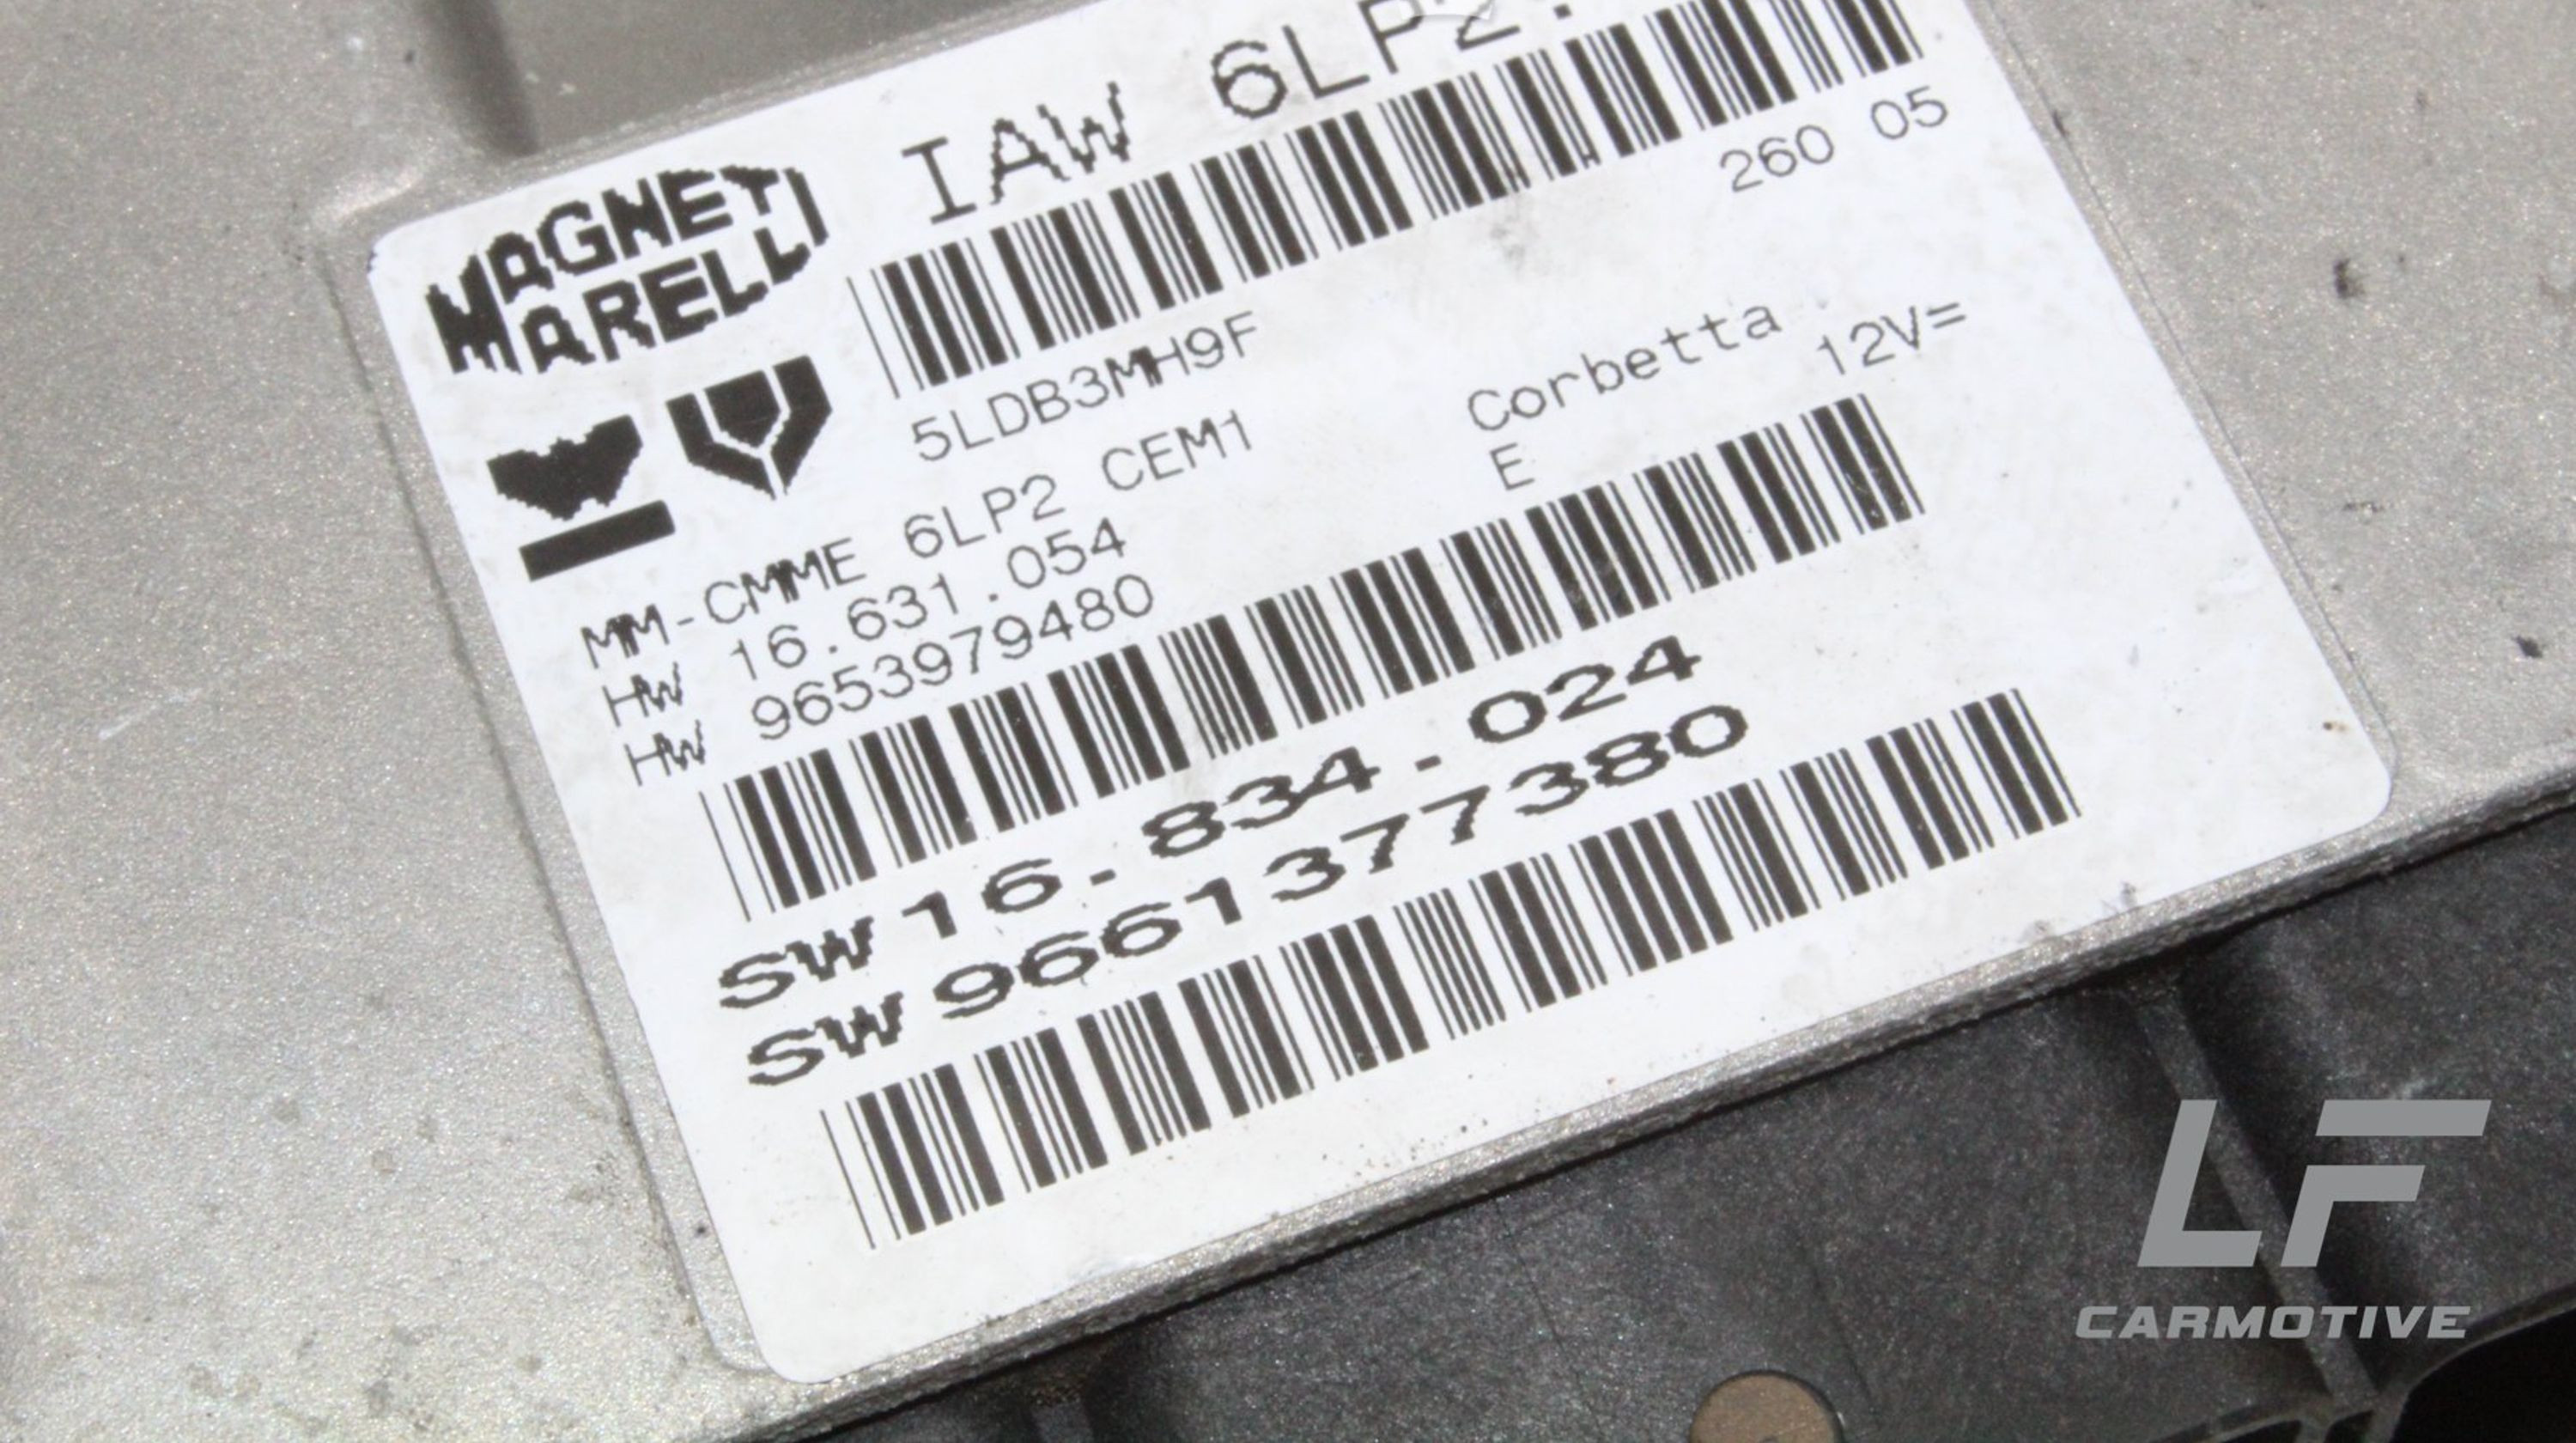 MAGNETI
MARELLI
IAW 6LP2.
260 05
5LDB3MH9F
Corbetta
MM-CMME 6LP2 CEM1
E
12V=
HW 16.631.054
HW 9653979480
SW 16.834.024
SW 9661377380
LF
CARMOTIVE